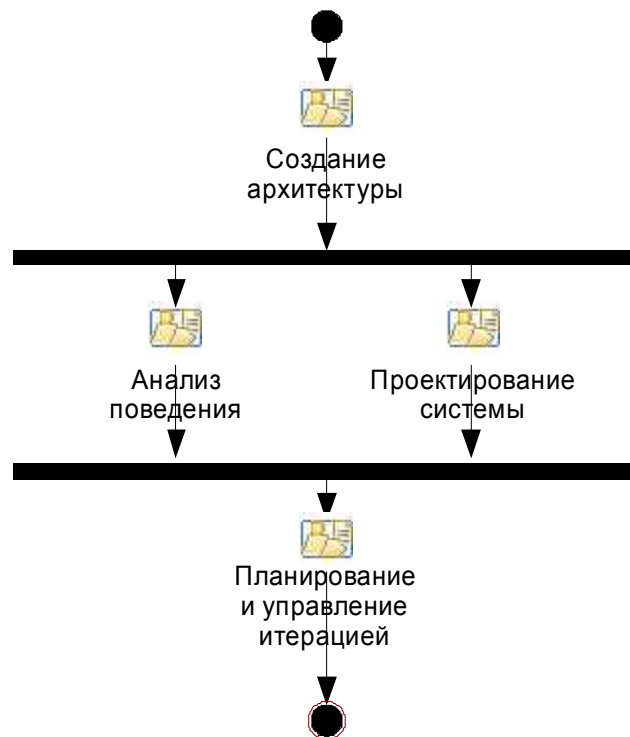 Создание
архитектуры
Анализ
поведения
Проектирование
системы
Планирование
и управление
итерацией